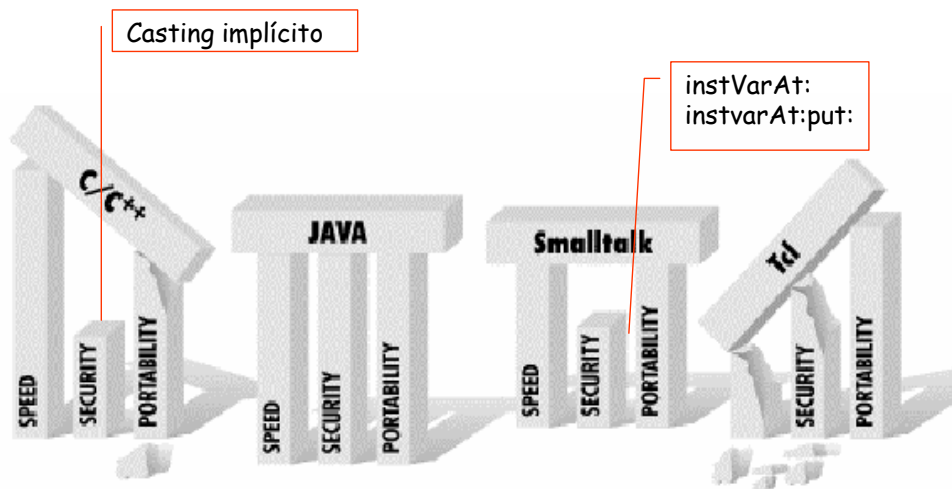 Casting implícito
instVarAt:
instvarAt:put:
C/C++
SPEED
SECURITY
PORTABILITY
JAVA
SPEED
SECURITY
PORTABILITY
Smalltalk
SPEED
SECURITY
PORTABILITY
Tcl
SECURITY
PORTABILITY